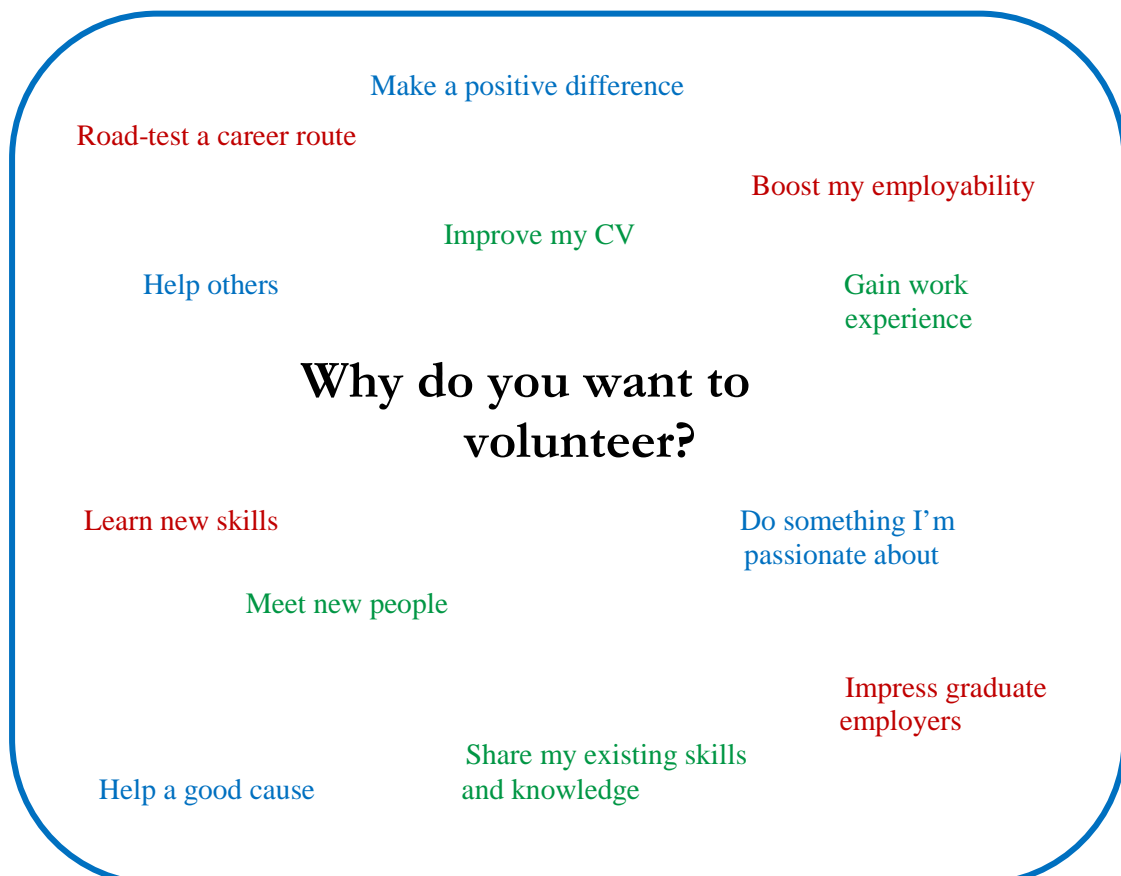 Make a positive difference
Road-test a career route
Boost my employability
Improve my CV
Help others
Gain work
experience
Why do you want to
volunteer?
Learn new skills
Do something I’m
passionate about
Meet new people
Impress graduate
employers
Share my existing skills
and knowledge
Help a good cause